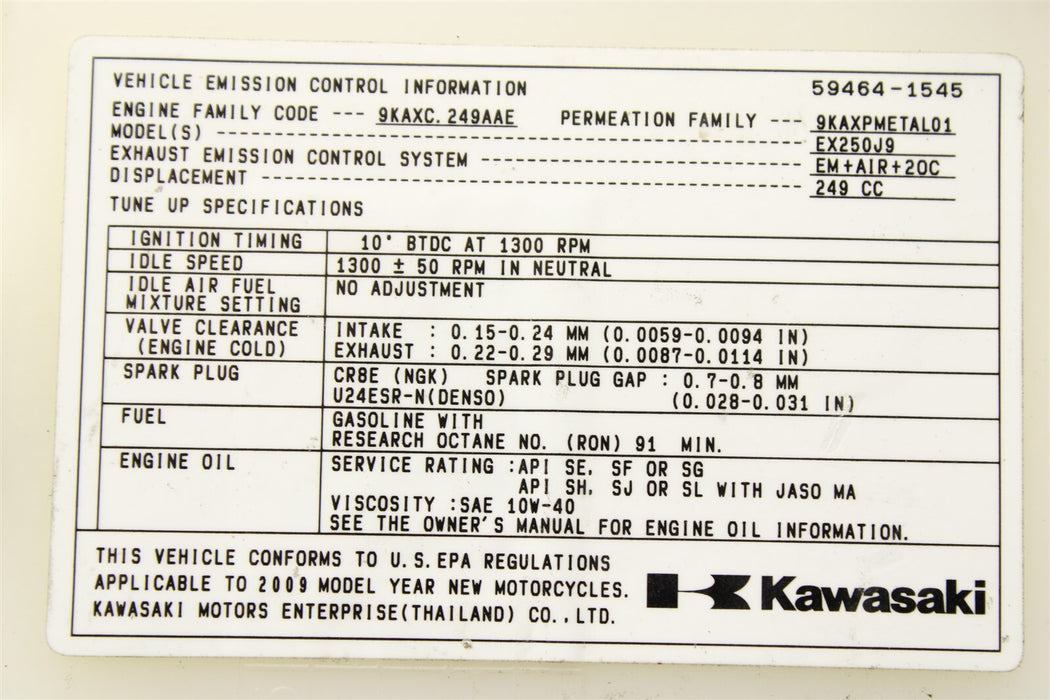 VEHICLE EMISSION CONTROL INFORMATION 59464-1545
ENGINE FAMILY CODE --- 9KAXC.249AAE PERMEATION FAMILY --- 9KAXPMETAL01
MODEL(S) --- EX250J9
EXHAUST EMISSION CONTROL SYSTEM --- EM+AIR+2OC
DISPLACEMENT --- 249 CC
TUNE UP SPECIFICATIONS
IGNITION TIMING 10° BTDC AT 1300 RPM
IDLE SPEED 1300 ± 50 RPM IN NEUTRAL
IDLE AIR FUEL NO ADJUSTMENT
MIXTURE SETTING
VALVE CLEARANCE INTAKE : 0.15-0.24 MM (0.0059-0.0094 IN)
(ENGINE COLD) EXHAUST : 0.22-0.29 MM (0.0087-0.0114 IN)
SPARK PLUG CR8E (NGK) SPARK PLUG GAP : 0.7-0.8 MM
U24ESR-N(DENSO) (0.028-0.031 IN)
FUEL GASOLINE WITH
RESEARCH OCTANE NO. (RON) 91 MIN.
ENGINE OIL SERVICE RATING :API SE, SF OR SG
API SH, SJ OR SL WITH JASO MA
VISCOSITY :SAE 10W-40
SEE THE OWNER'S MANUAL FOR ENGINE OIL INFORMATION.
THIS VEHICLE CONFORMS TO U.S.EPA REGULATIONS
APPLICABLE TO 2009 MODEL YEAR NEW MOTORCYCLES.
KAWASAKI MOTORS ENTERPRISE(THAILAND) CO.,LTD.
Kawasaki